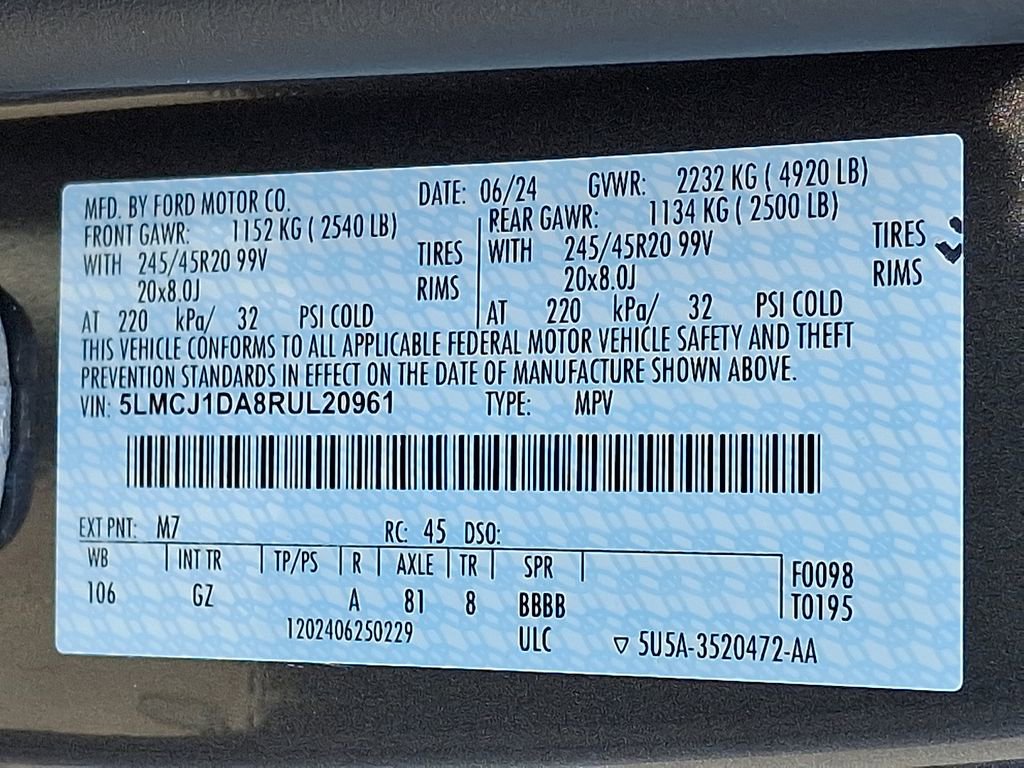 MFD. BY FORD MOTOR CO. DATE: 06/24 GVWR: 2232 KG ( 4920 LB)
FRONT GAWR: 1152 KG ( 2540 LB) REAR GAWR: 1134 KG ( 2500 LB)
WITH 245/45R20 99V TIRES WITH 245/45R20 99V TIRES
20x8.0J RIMS 20x8.0J RIMS
AT 220 kPa/ 32 PSI COLD AT 220 kPa/ 32 PSI COLD
THIS VEHICLE CONFORMS TO ALL APPLICABLE FEDERAL MOTOR VEHICLE SAFETY AND THEFT
PREVENTION STANDARDS IN EFFECT ON THE DATE OF MANUFACTURE SHOWN ABOVE.
VIN: 5LMCJ1DA8RUL20961 TYPE: MPV
EXT PNT: M7 RC: 45 DSO:
WB INT TR TP/PS R AXLE TR SPR F0098
106 GZ A 81 8 BBBB T0195
1202406250229 ULC ▽ 5U5A-3520472-AA